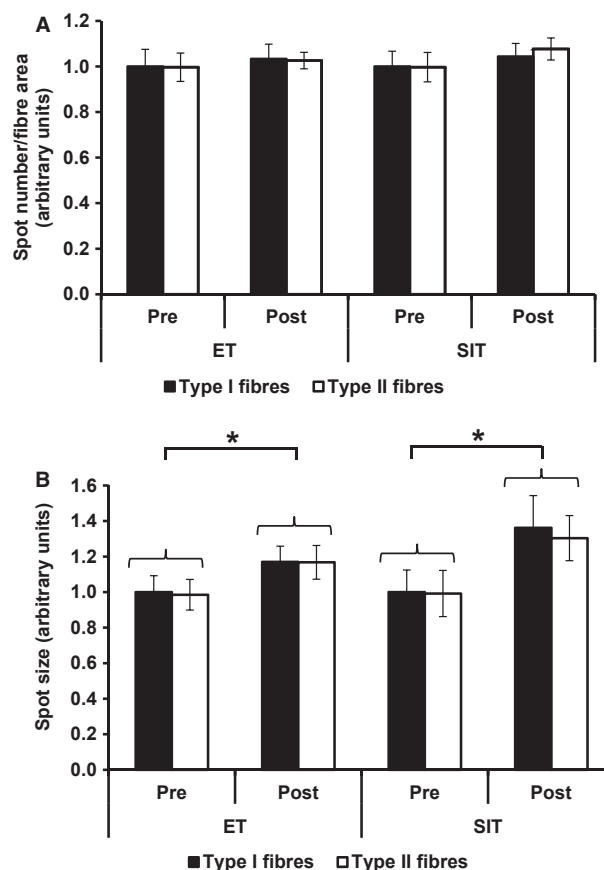 A
Spot number/fibre area
(arbitrary units)
1.2
1.0
0.8
0.6
0.4
0.2
0.0
Pre Post Pre Post
ET SIT
Type I fibres Type II fibres
* *
B
Spot size (arbitrary units)
1.6
1.4
1.2
1.0
0.8
0.6
0.4
0.2
0.0
Pre Post Pre Post
ET SIT
Type I fibres Type II fibres